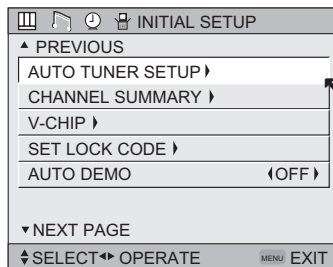 INITIAL SETUP
PREVIOUS
AUTO TUNER SETUP
CHANNEL SUMMARY
V-CHIP
SET LOCK CODE
AUTO DEMO OFF
NEXT PAGE
SELECT OPERATE MENU EXIT